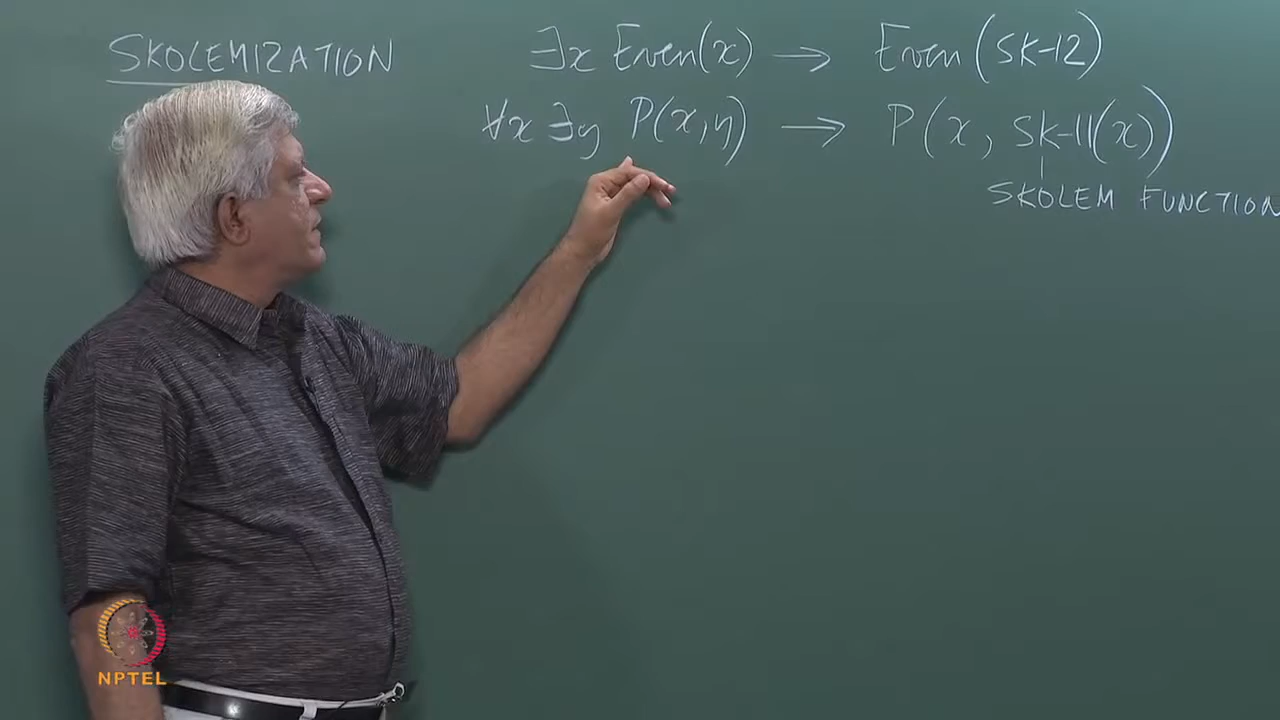 SKOLEMIZATION
∃x Even(x) → Even(SK-12)
∀x ∃y P(x,y) → P(x, SK-11(x))
SKOLEM FUNCTION
NPTEL